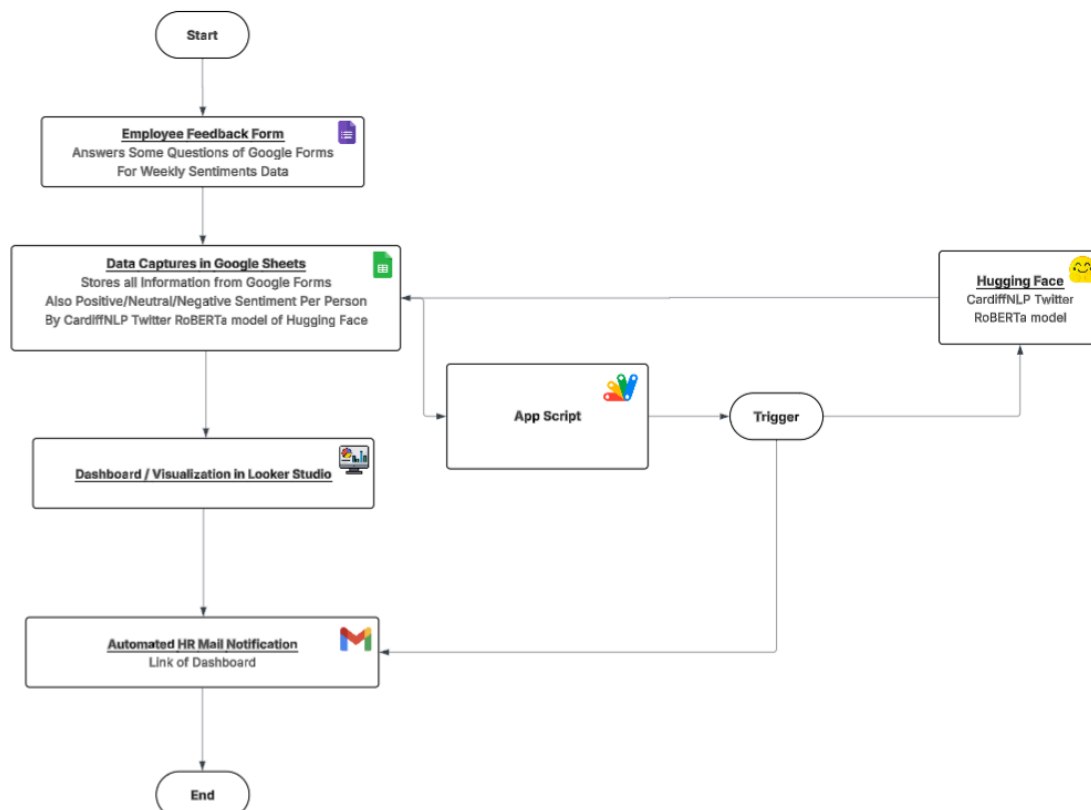 Start
Employee Feedback Form
Answers Some Questions of Google Forms
For Weekly Sentiments Data
Data Captures in Google Sheets
Stores all Information from Google Forms
Also Positive/Neutral/Negative Sentiment Per Person
By CardiffNLP Twitter RoBERTa model of Hugging Face
Hugging Face
CardiffNLP Twitter
RoBERTa model
App Script
Trigger
Dashboard / Visualization in Looker Studio
Automated HR Mail Notification
Link of Dashboard
End